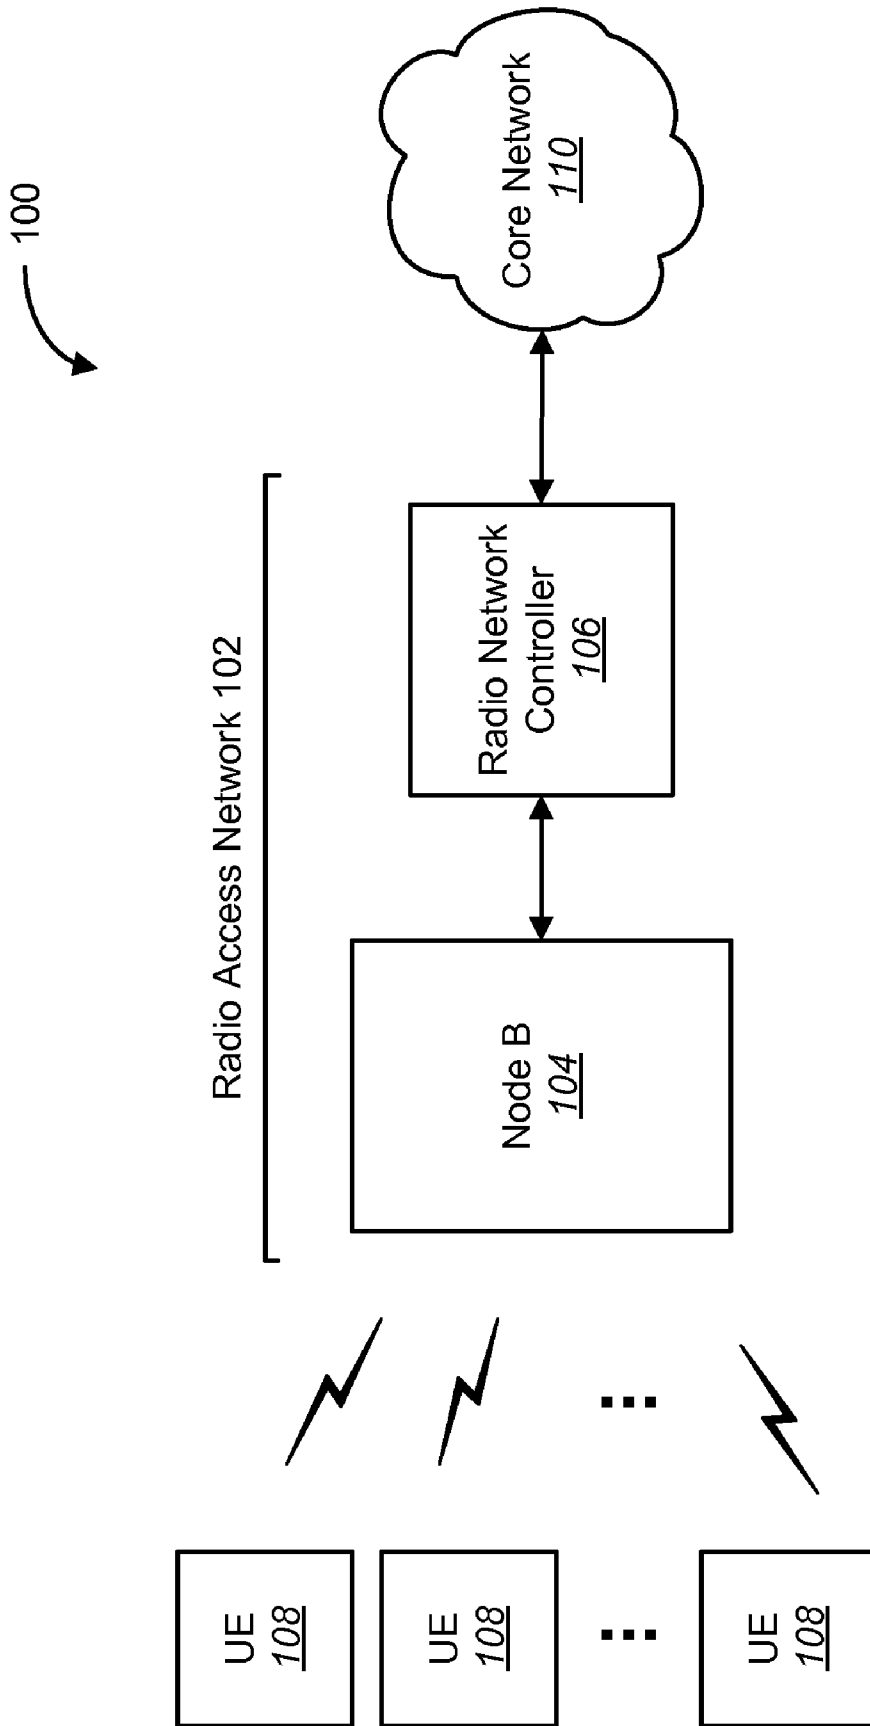 100
Radio Access Network 102
UE
108
UE
108
UE
108
Node B
104
Radio Network
Controller
106
Core Network
110